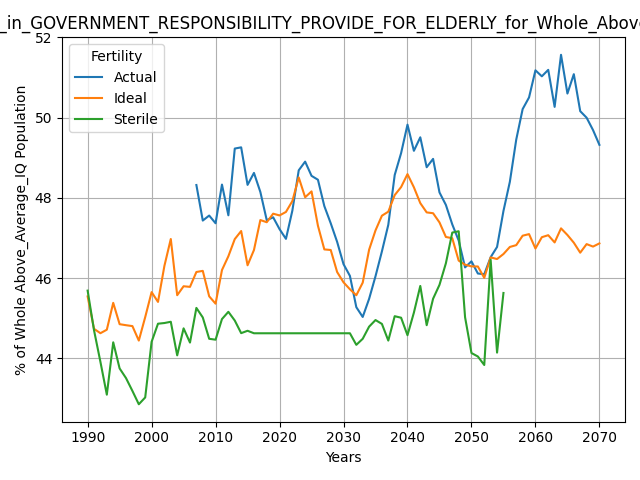 _in_GOVERNMENT_RESPONSIBILITY_PROVIDE_FOR_ELDERLY_for_Whole_Above
Fertility
Actual
Ideal
Sterile
% of Whole Above_Average_IQ Population
52
50
48
46
44
1990 2000 2010 2020 2030 2040 2050 2060 2070
Years